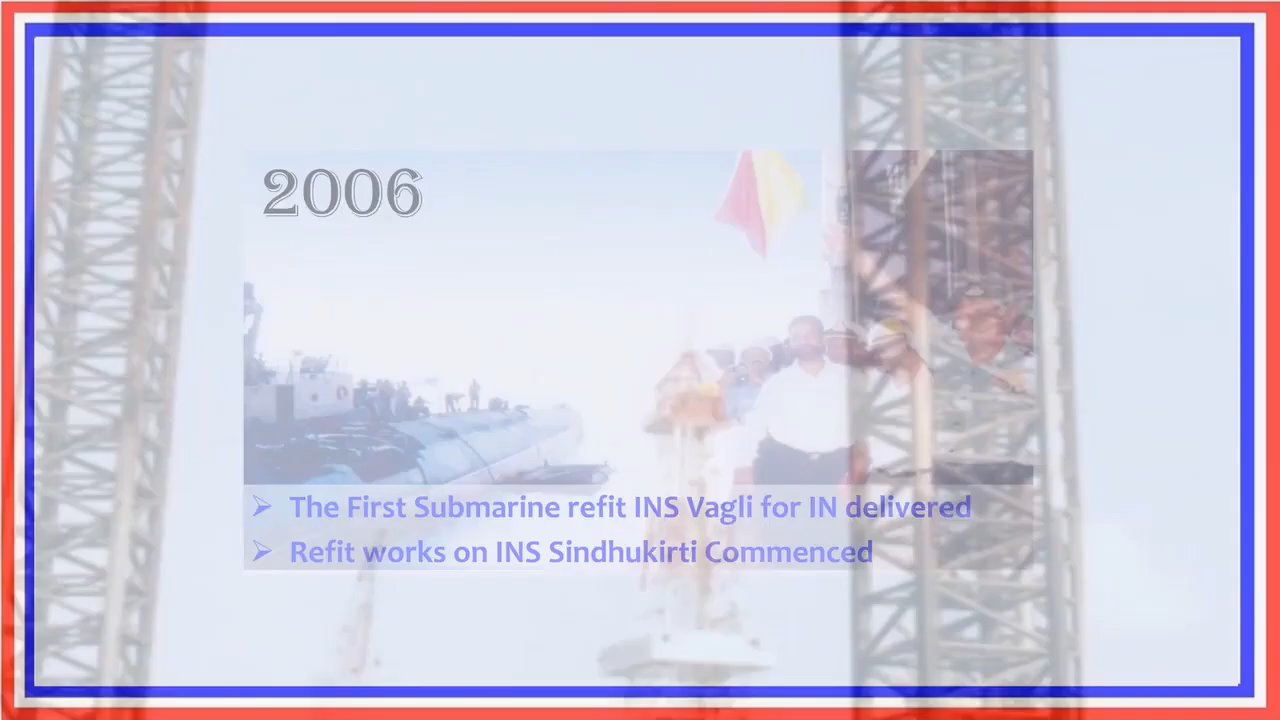 2006
➢ The First Submarine refit INS Vagli for IN delivered
➢ Refit works on INS Sindhukirti Commenced